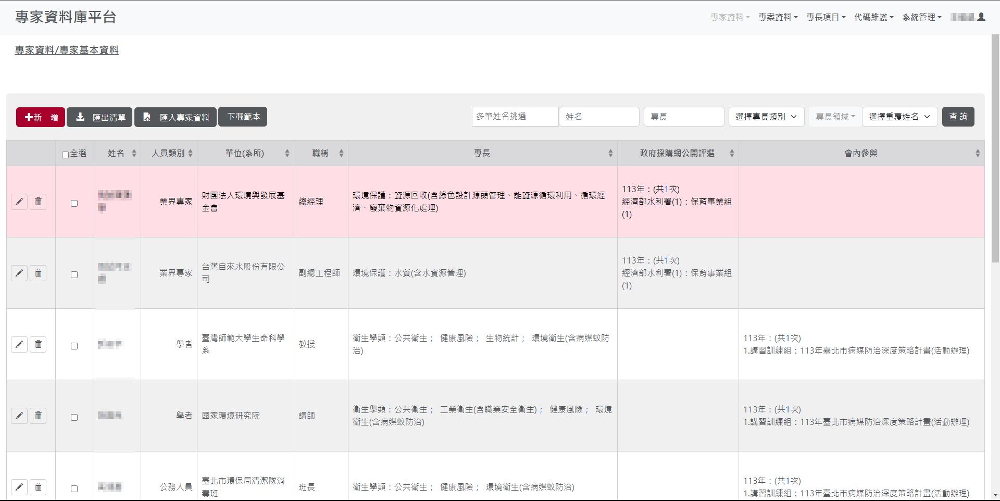 專家資料庫平台
專家資料 專案資料 專長項目 代碼維護 系統管理
專家資料/專家基本資料
新 增 匯出清單 匯入專家資料 下載範本 多筆姓名挑選 姓名 專長 選擇專長類別 專長領域 選擇重覆姓名 查 詢
全選 姓名 人員類別 單位(系所) 職稱 專長 政府採購網公開評選 會內參與
業界專家
財團法人環境與發展基
金會
總經理
環境保護：資源回收(含綠色設計源頭管理、能資源循環利用、循環經
濟、廢棄物資源化處理)
113年：(共1次)
經濟部水利署(1)：保育事業組
(1)
業界專家
台灣自來水股份有限公
司
副總工程師
環境保護：水質(含水資源管理)
113年：(共1次)
經濟部水利署(1)：保育事業組
(1)
學者
臺灣師範大學生命科學
系
教授
衛生學類：公共衛生； 健康風險； 生物統計； 環境衛生(含病媒蚊防
治)
113年：(共1次)
1.講習訓練組：113年臺北市病媒防治深度策略計畫(活動辦理)
學者
國家環境研究院
講師
衛生學類：公共衛生； 工業衛生(含職業安全衛生)； 健康風險； 環境
衛生(含病媒蚊防治)
113年：(共1次)
1.講習訓練組：113年臺北市病媒防治深度策略計畫(活動辦理)
公務人員
臺北市環保局清潔隊消
毒班
班長
衛生學類：公共衛生； 健康風險； 環境衛生(含病媒蚊防治)
113年：(共1次)
1.講習訓練組：113年臺北市病媒防治深度策略計畫(活動辦理)